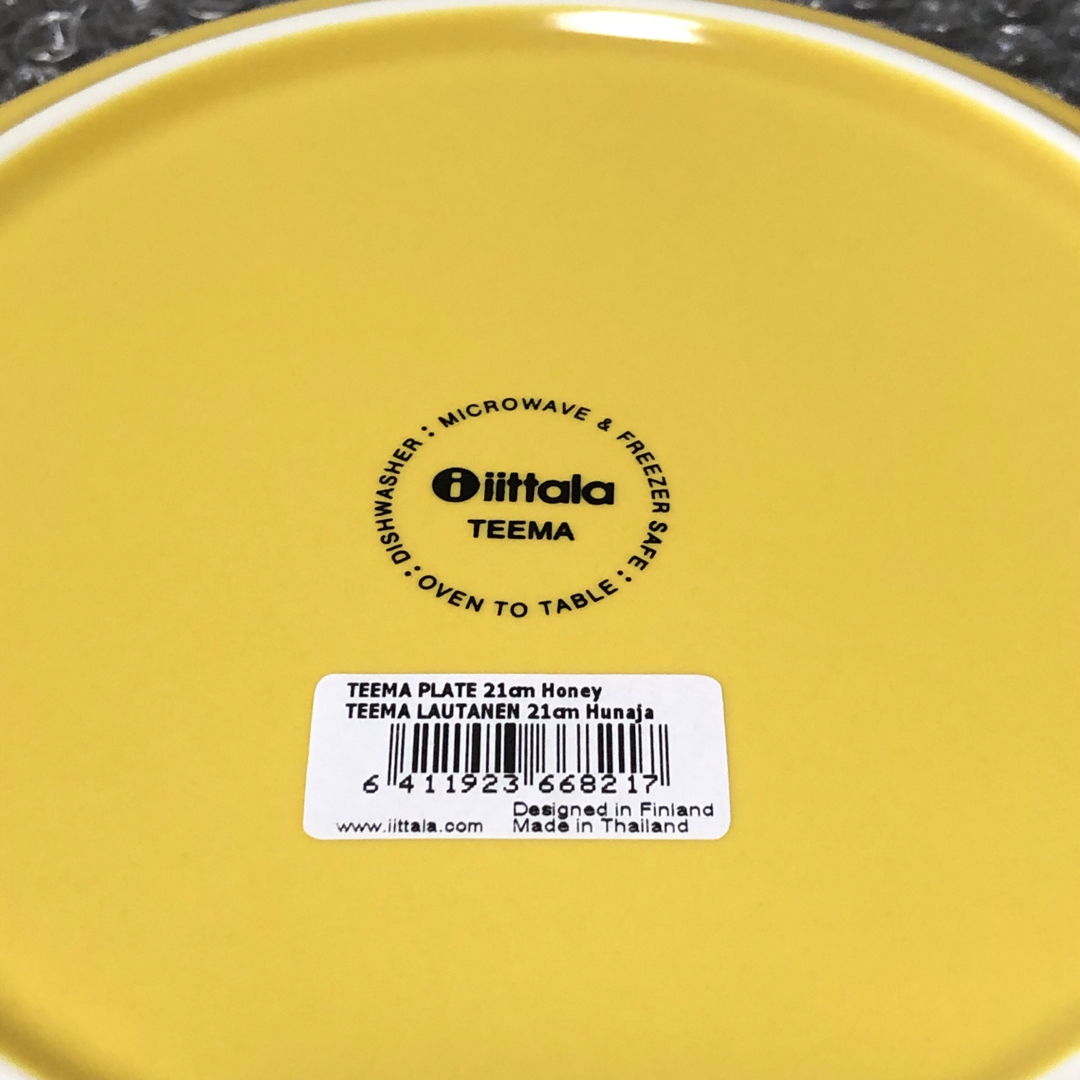 DISHWASHER : MICROWAVE & FREEZER SAFE : OVEN TO TABLE :
iittala
TEEMA
TEEMA PLATE 21cm Honey
TEEMA LAUTANEN 21cm Hunaja
6 411923 668217
Designed in Finland
www.iittala.com Made in Thailand